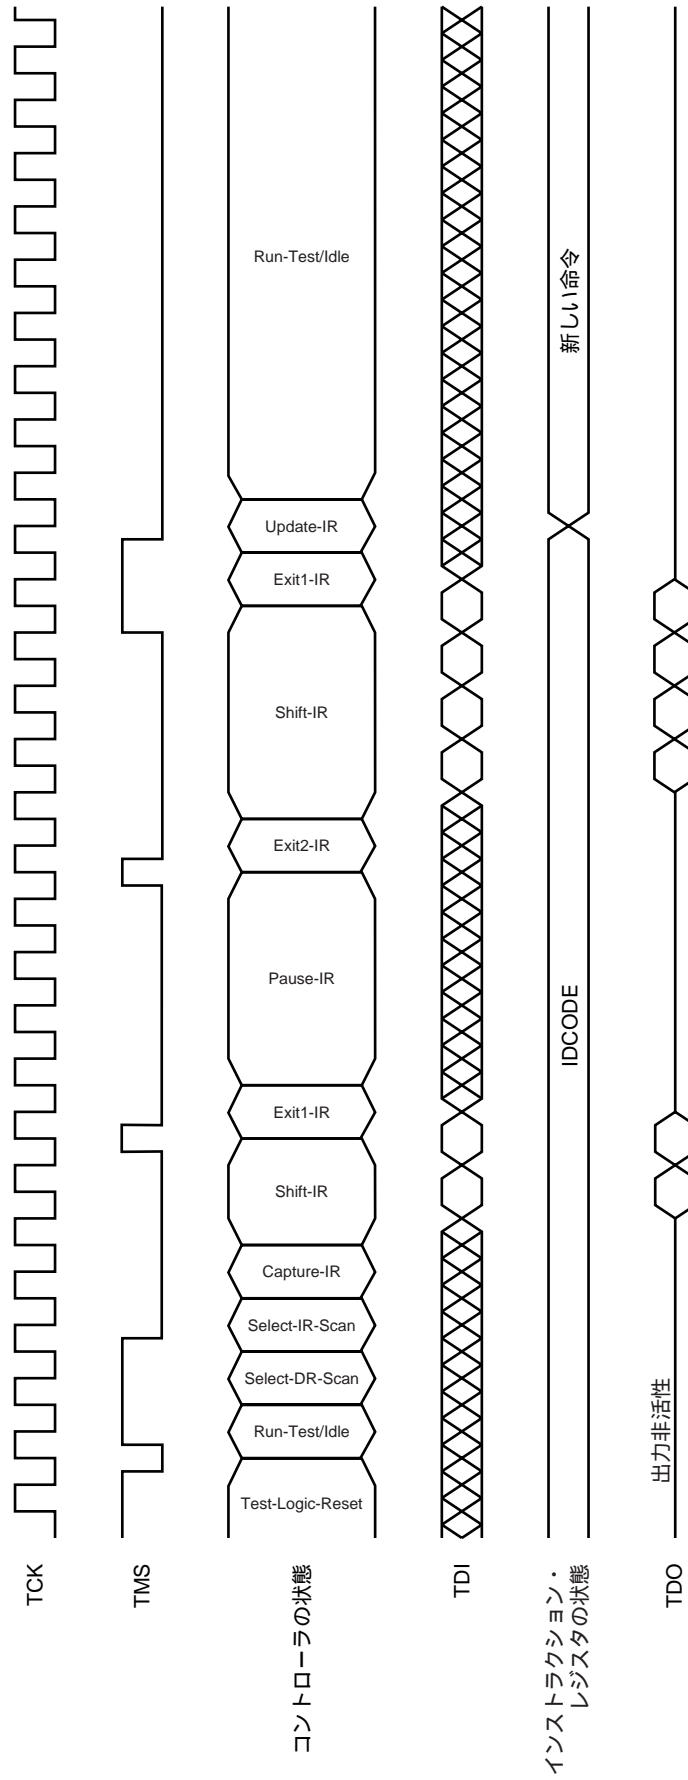 TCK
TMS
コントローラの状態
Test-Logic-Reset
Run-Test/Idle
Select-DR-Scan
Select-IR-Scan
Capture-IR
Shift-IR
Exit1-IR
Pause-IR
Exit2-IR
Shift-IR
Exit1-IR
Update-IR
Run-Test/Idle
TDI
インストラクション・
レジスタの状態
IDCODE
新しい命令
TDO
出力非活性